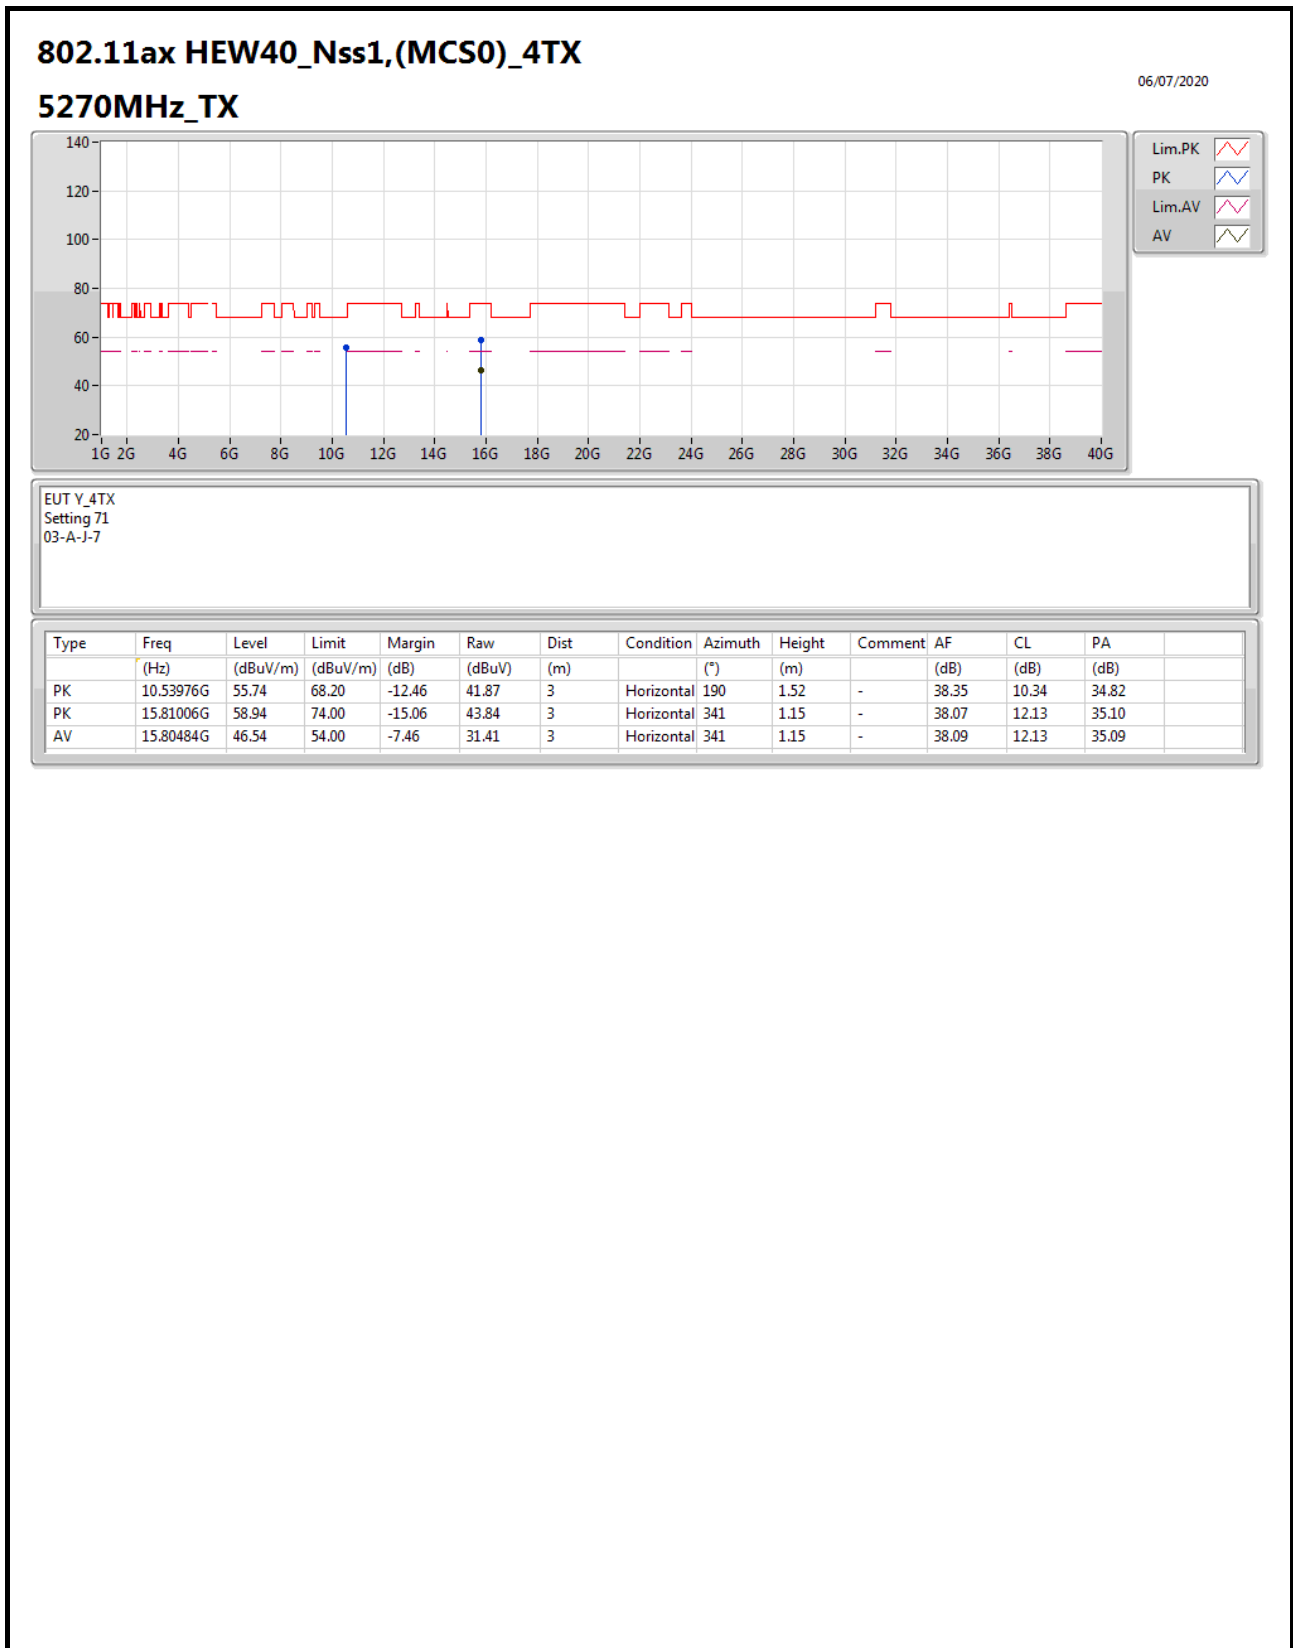 802.11ax HEW40_Nss1,(MCS0)_4TX
06/07/2020
5270MHz_TX
140
120
100
80
60
40
20
1G 2G 4G 6G 8G 10G 12G 14G 16G 18G 20G 22G 24G 26G 28G 30G 32G 34G 36G 38G 40G
Lim.PK
PK
Lim.AV
AV
EUT Y_4TX
Setting 71
03-A-J-7
Type Freq Level Limit Margin Raw Dist Condition Azimuth Height Comment AF CL PA
(Hz) (dBuV/m) (dBuV/m) (dB) (dBuV) (m) (°) (m) (dB) (dB) (dB)
PK 10.53976G 55.74 68.20 -12.46 41.87 3 Horizontal 190 1.52 - 38.35 10.34 34.82
PK 15.81006G 58.94 74.00 -15.06 43.84 3 Horizontal 341 1.15 - 38.07 12.13 35.10
AV 15.80484G 46.54 54.00 -7.46 31.41 3 Horizontal 341 1.15 - 38.09 12.13 35.09